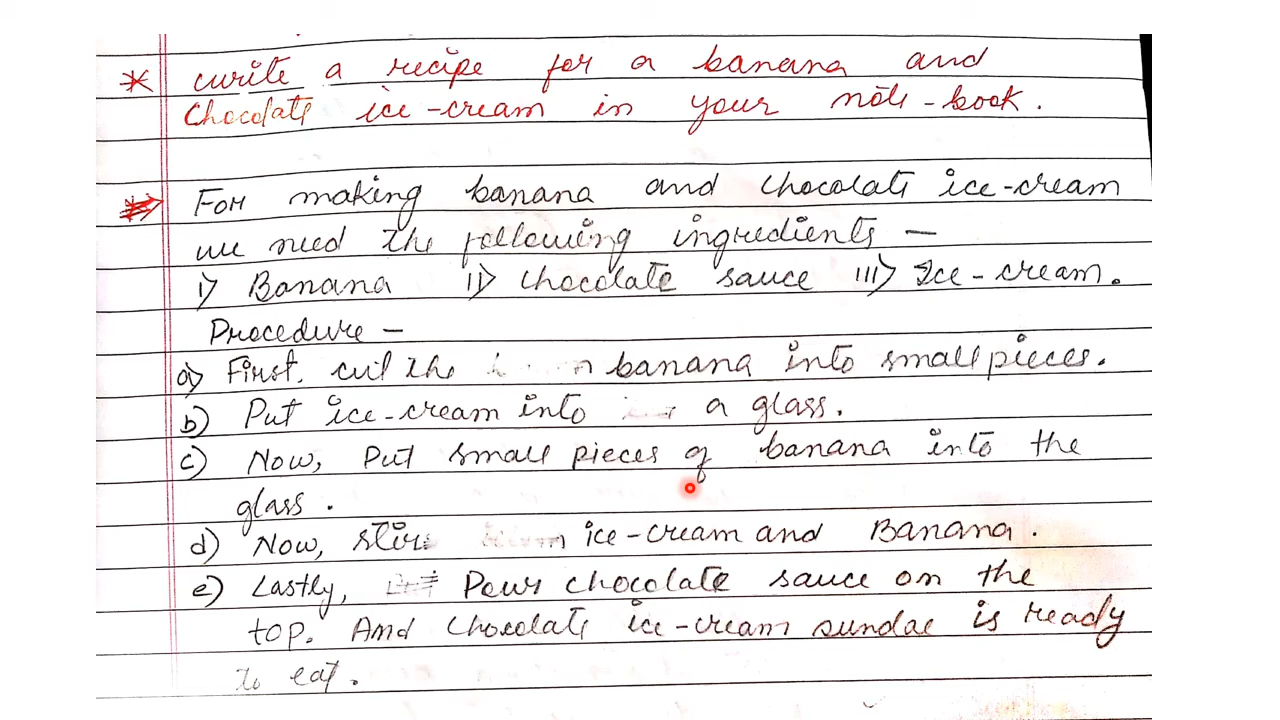 * write a recipe for a banana and
Chocolate ice-cream in your note-book.
For making banana and chocolate ice-cream
we need the following ingredients —
i) Banana ii) chocolate sauce iii) Ice-cream.
Procedure —
a) First, cut the banana into small pieces.
b) Put ice-cream into a glass.
c) Now, Put small pieces of banana into the
glass.
d) Now, stir ice-cream and Banana.
e) Lastly, Pour chocolate sauce on the
top. And chocolate ice-cream sundae is ready
to eat.